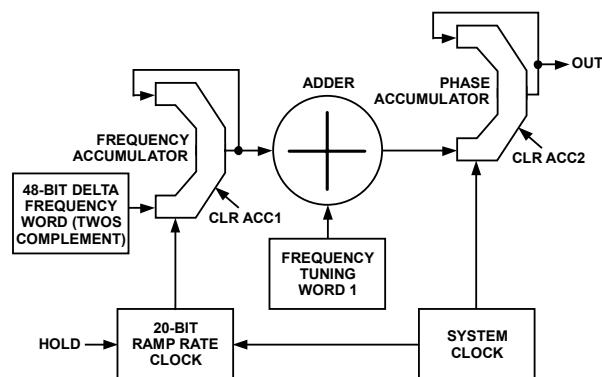 ADDER
PHASE
ACCUMULATOR
OUT
FREQUENCY
ACCUMULATOR
CLR ACC2
48-BIT DELTA
FREQUENCY
WORD (TWOS
COMPLEMENT)
CLR ACC1
FREQUENCY
TUNING
WORD 1
HOLD
20-BIT
RAMP RATE
CLOCK
SYSTEM
CLOCK